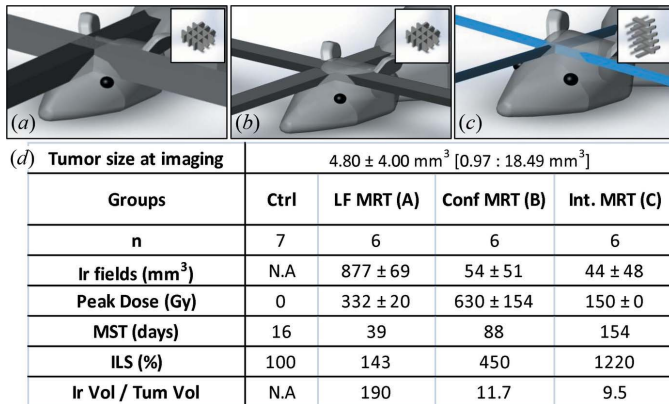 (a)
(b)
(c)
(d)
Tumor size at imaging 4.80 ± 4.00 mm³ [0.97 : 18.49 mm³]
Groups Ctrl LF MRT (A) Conf MRT (B) Int. MRT (C)
n 7 6 6 6
Ir fields (mm³) N.A 877 ± 69 54 ± 51 44 ± 48
Peak Dose (Gy) 0 332 ± 20 630 ± 154 150 ± 0
MST (days) 16 39 88 154
ILS (%) 100 143 450 1220
Ir Vol / Tum Vol N.A 190 11.7 9.5